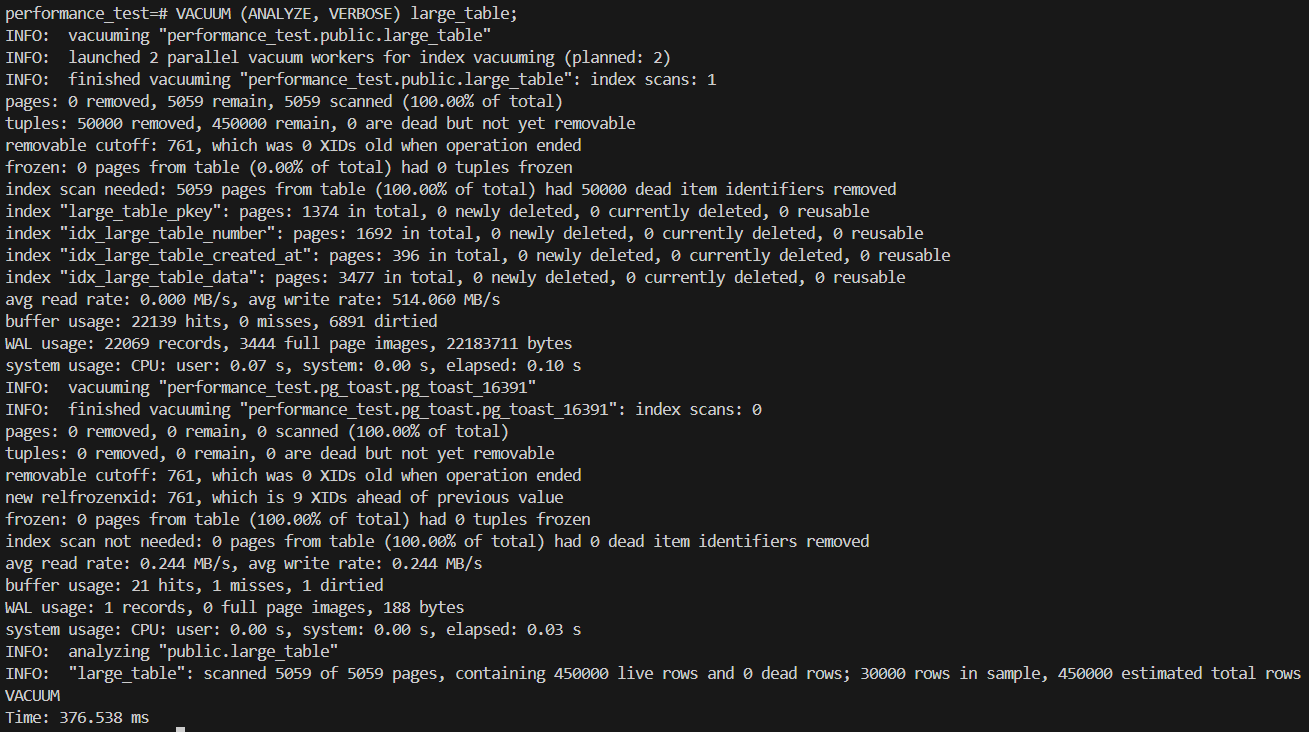 performance_test=# VACUUM (ANALYZE, VERBOSE) large_table;
INFO:  vacuuming "performance_test.public.large_table"
INFO:  launched 2 parallel vacuum workers for index vacuuming (planned: 2)
INFO:  finished vacuuming "performance_test.public.large_table": index scans: 1
pages: 0 removed, 5059 remain, 5059 scanned (100.00% of total)
tuples: 50000 removed, 450000 remain, 0 are dead but not yet removable
removable cutoff: 761, which was 0 XIDs old when operation ended
frozen: 0 pages from table (0.00% of total) had 0 tuples frozen
index scan needed: 5059 pages from table (100.00% of total) had 50000 dead item identifiers removed
index "large_table_pkey": pages: 1374 in total, 0 newly deleted, 0 currently deleted, 0 reusable
index "idx_large_table_number": pages: 1692 in total, 0 newly deleted, 0 currently deleted, 0 reusable
index "idx_large_table_created_at": pages: 396 in total, 0 newly deleted, 0 currently deleted, 0 reusable
index "idx_large_table_data": pages: 3477 in total, 0 newly deleted, 0 currently deleted, 0 reusable
avg read rate: 0.000 MB/s, avg write rate: 514.060 MB/s
buffer usage: 22139 hits, 0 misses, 6891 dirtied
WAL usage: 22069 records, 3444 full page images, 22183711 bytes
system usage: CPU: user: 0.07 s, system: 0.00 s, elapsed: 0.10 s
INFO:  vacuuming "performance_test.pg_toast.pg_toast_16391"
INFO:  finished vacuuming "performance_test.pg_toast.pg_toast_16391": index scans: 0
pages: 0 removed, 0 remain, 0 scanned (100.00% of total)
tuples: 0 removed, 0 remain, 0 are dead but not yet removable
removable cutoff: 761, which was 0 XIDs old when operation ended
new relfrozenxid: 761, which is 9 XIDs ahead of previous value
frozen: 0 pages from table (100.00% of total) had 0 tuples frozen
index scan not needed: 0 pages from table (100.00% of total) had 0 dead item identifiers removed
avg read rate: 0.244 MB/s, avg write rate: 0.244 MB/s
buffer usage: 21 hits, 1 misses, 1 dirtied
WAL usage: 1 records, 0 full page images, 188 bytes
system usage: CPU: user: 0.00 s, system: 0.00 s, elapsed: 0.03 s
INFO:  analyzing "public.large_table"
INFO:  "large_table": scanned 5059 of 5059 pages, containing 450000 live rows and 0 dead rows; 30000 rows in sample, 450000 estimated total rows
VACUUM
Time: 376.538 ms